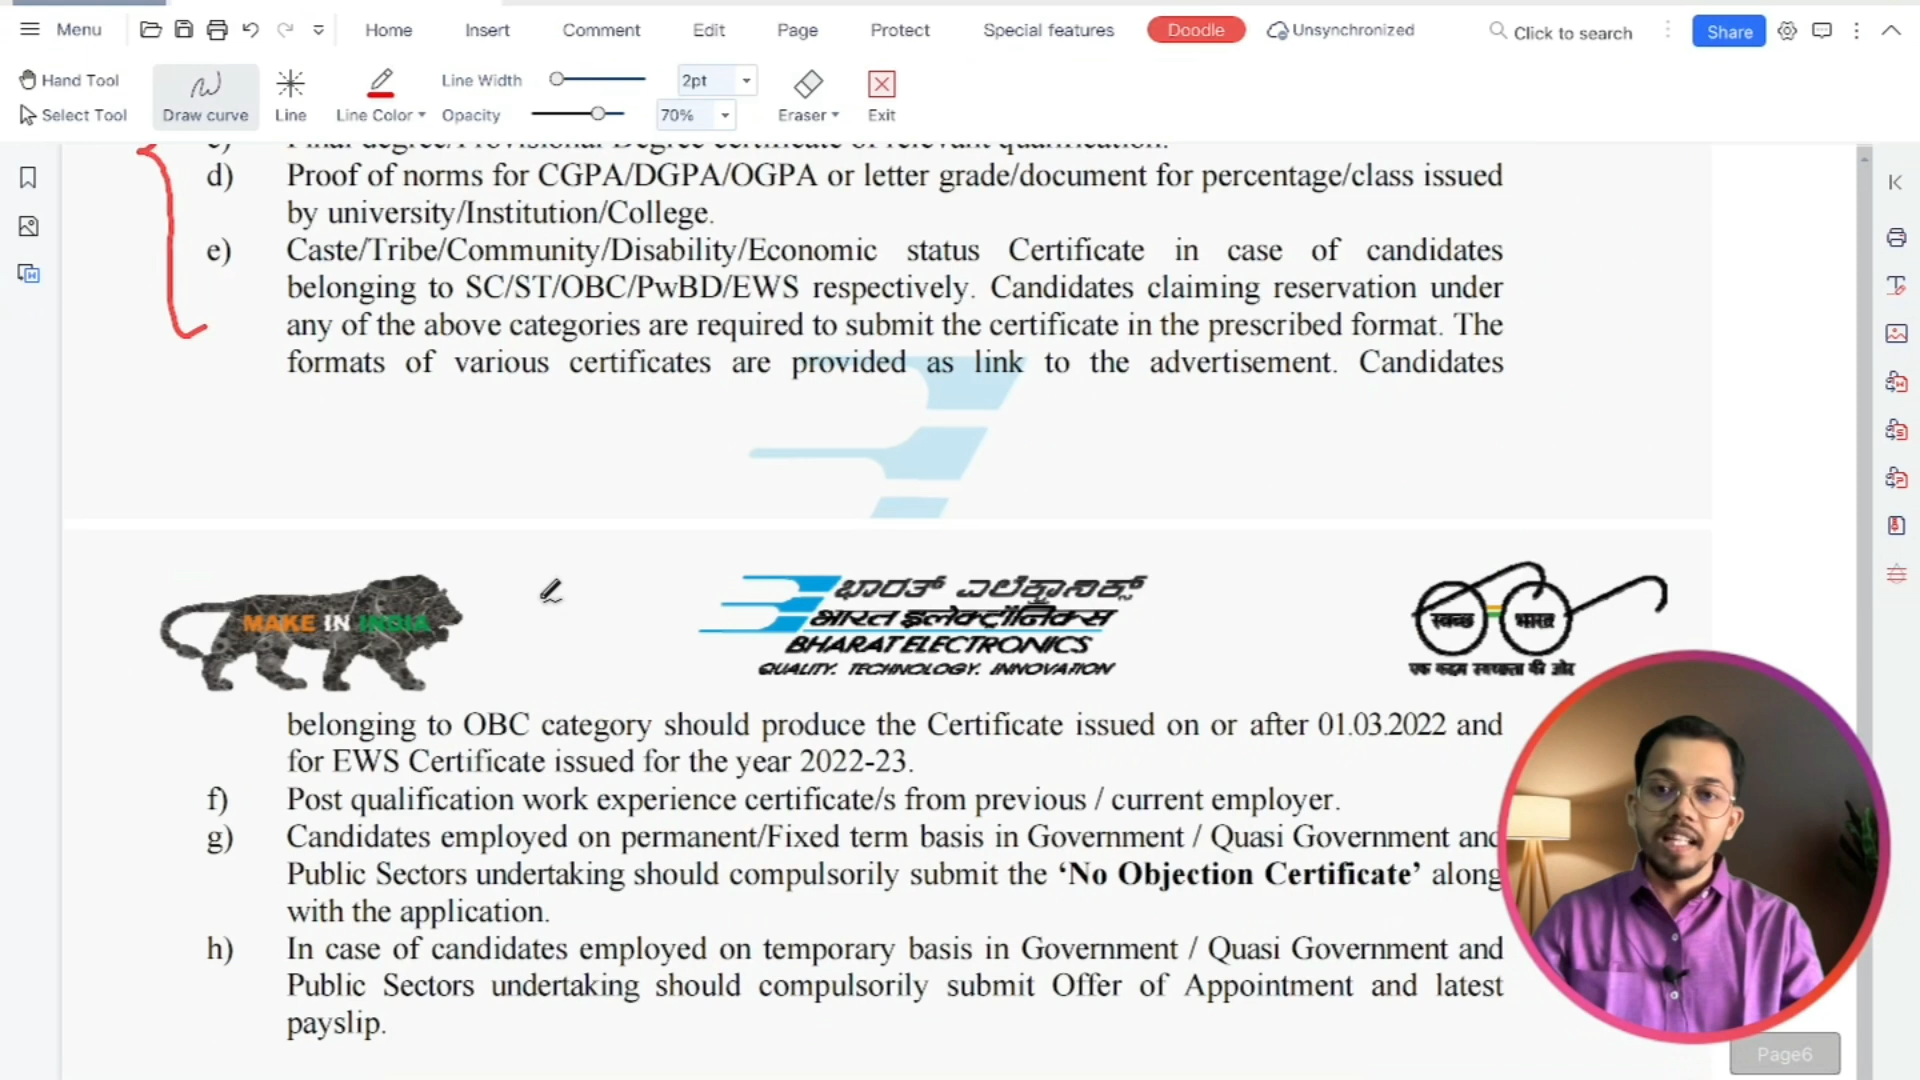 Menu
Home
Insert
Comment
Edit
Page
Protect
Special features
Doodle
Unsynchronized
Click to search
Share
Hand Tool
Select Tool
Draw curve
Line
Line Color
Line Width
2pt
Opacity
70%
Eraser
Exit
c) Final degree/Provisional Degree certificate of relevant qualification.
d) Proof of norms for CGPA/DGPA/OGPA or letter grade/document for percentage/class issued
by university/Institution/College.
e) Caste/Tribe/Community/Disability/Economic status Certificate in case of candidates
belonging to SC/ST/OBC/PwBD/EWS respectively. Candidates claiming reservation under
any of the above categories are required to submit the certificate in the prescribed format. The
formats of various certificates are provided as link to the advertisement. Candidates
MAKE IN INDIA
ಭಾರತ್ ಎಲೆಕ್ಟ್ರಾನಿಕ್ಸ್
भारत इलेक्ट्रॉनिक्स
BHARAT ELECTRONICS
QUALITY. TECHNOLOGY. INNOVATION
स्वच्छ भारत
एक कदम स्वच्छता की ओर
belonging to OBC category should produce the Certificate issued on or after 01.03.2022 and
for EWS Certificate issued for the year 2022-23.
f) Post qualification work experience certificate/s from previous / current employer.
g) Candidates employed on permanent/Fixed term basis in Government / Quasi Government and
Public Sectors undertaking should compulsorily submit the ‘No Objection Certificate’ along
with the application.
h) In case of candidates employed on temporary basis in Government / Quasi Government and
Public Sectors undertaking should compulsorily submit Offer of Appointment and latest
payslip.
Page6